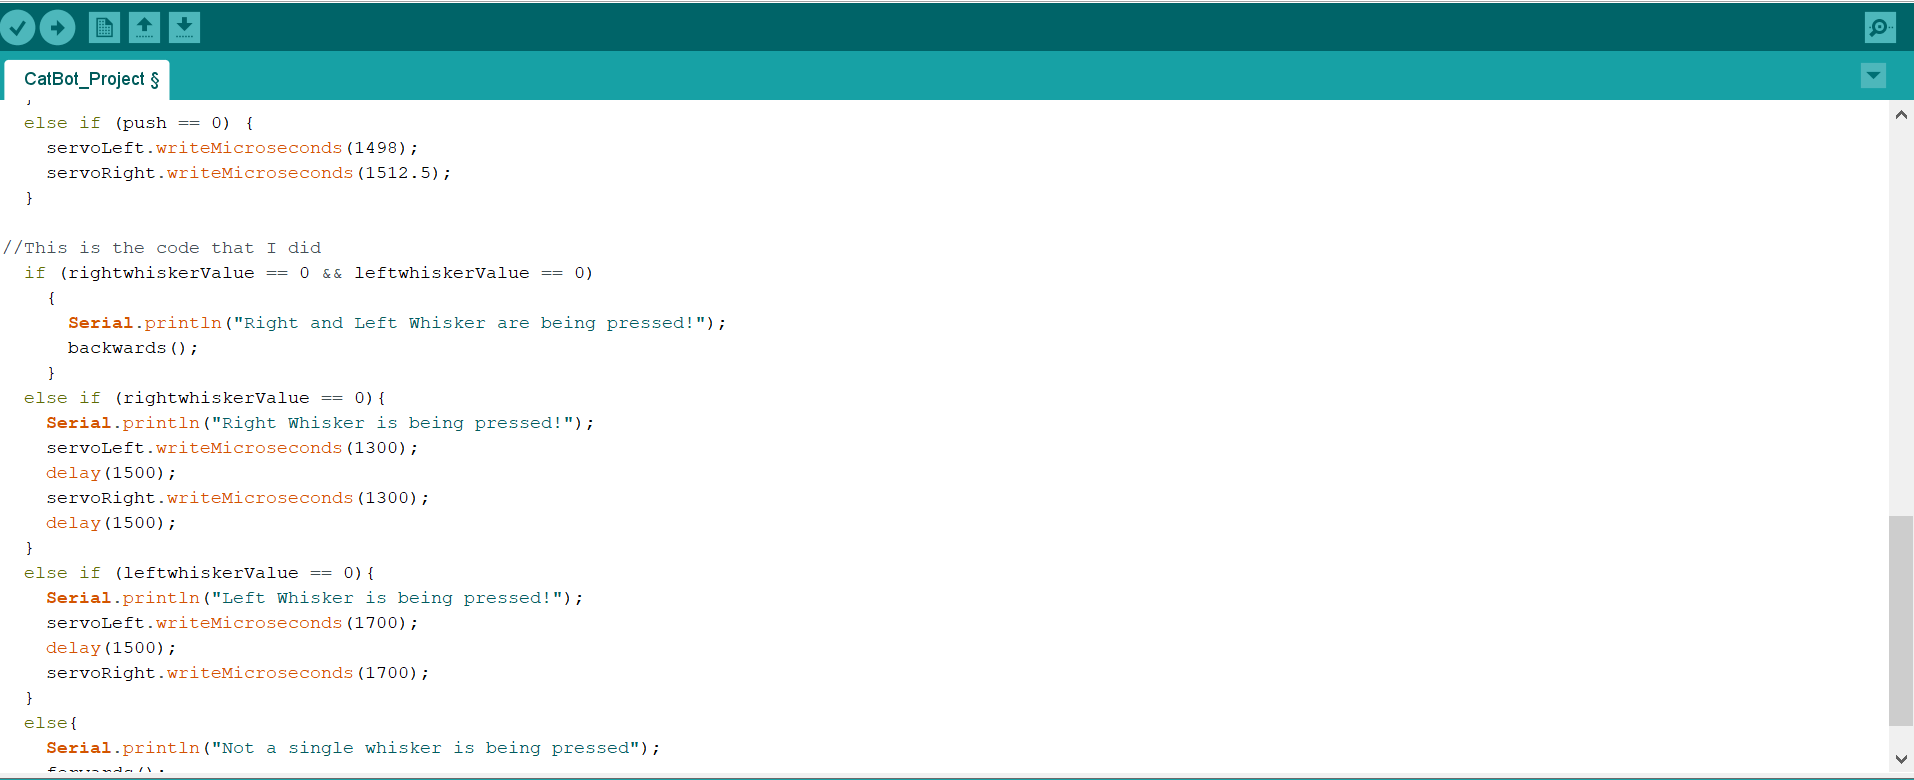 CatBot_Project §
}
else if (push == 0) {
servoLeft.writeMicroseconds(1498);
servoRight.writeMicroseconds(1512.5);
}
//This is the code that I did
if (rightwhiskerValue == 0 && leftwhiskerValue == 0)
{
Serial.println("Right and Left Whisker are being pressed!");
backwards();
}
else if (rightwhiskerValue == 0){
Serial.println("Right Whisker is being pressed!");
servoLeft.writeMicroseconds(1300);
delay(1500);
servoRight.writeMicroseconds(1300);
delay(1500);
}
else if (leftwhiskerValue == 0){
Serial.println("Left Whisker is being pressed!");
servoLeft.writeMicroseconds(1700);
delay(1500);
servoRight.writeMicroseconds(1700);
}
else{
Serial.println("Not a single whisker is being pressed");
forwards();